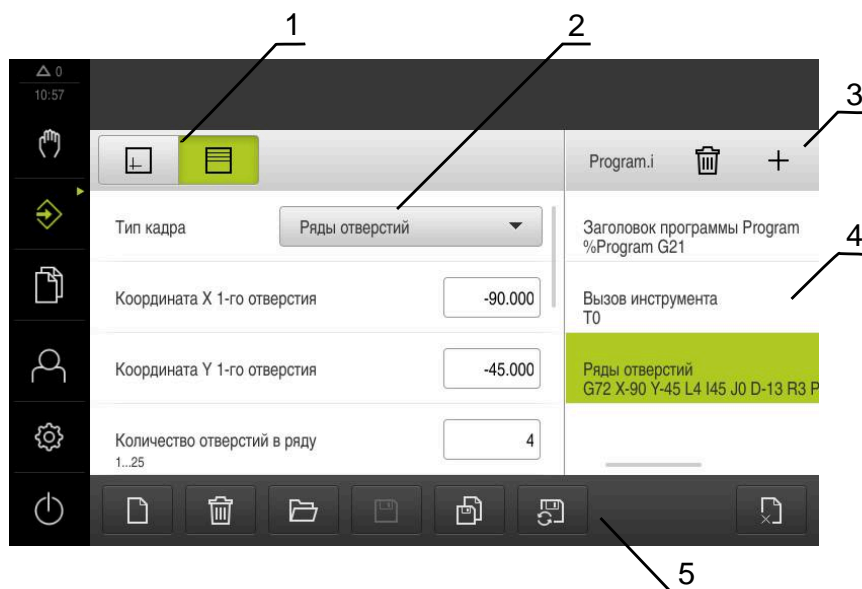 1
2
3
4
5
0
10:57
Program.i
Тип кадра
Ряды отверстий
Координата X 1-го отверстия
-90.000
Координата Y 1-го отверстия
-45.000
Количество отверстий в ряду
4
1...25
Заголовок программы Program
%Program G21
Вызов инструмента
T0
Ряды отверстий
G72 X-90 Y-45 L4 I45 J0 D-13 R3 P